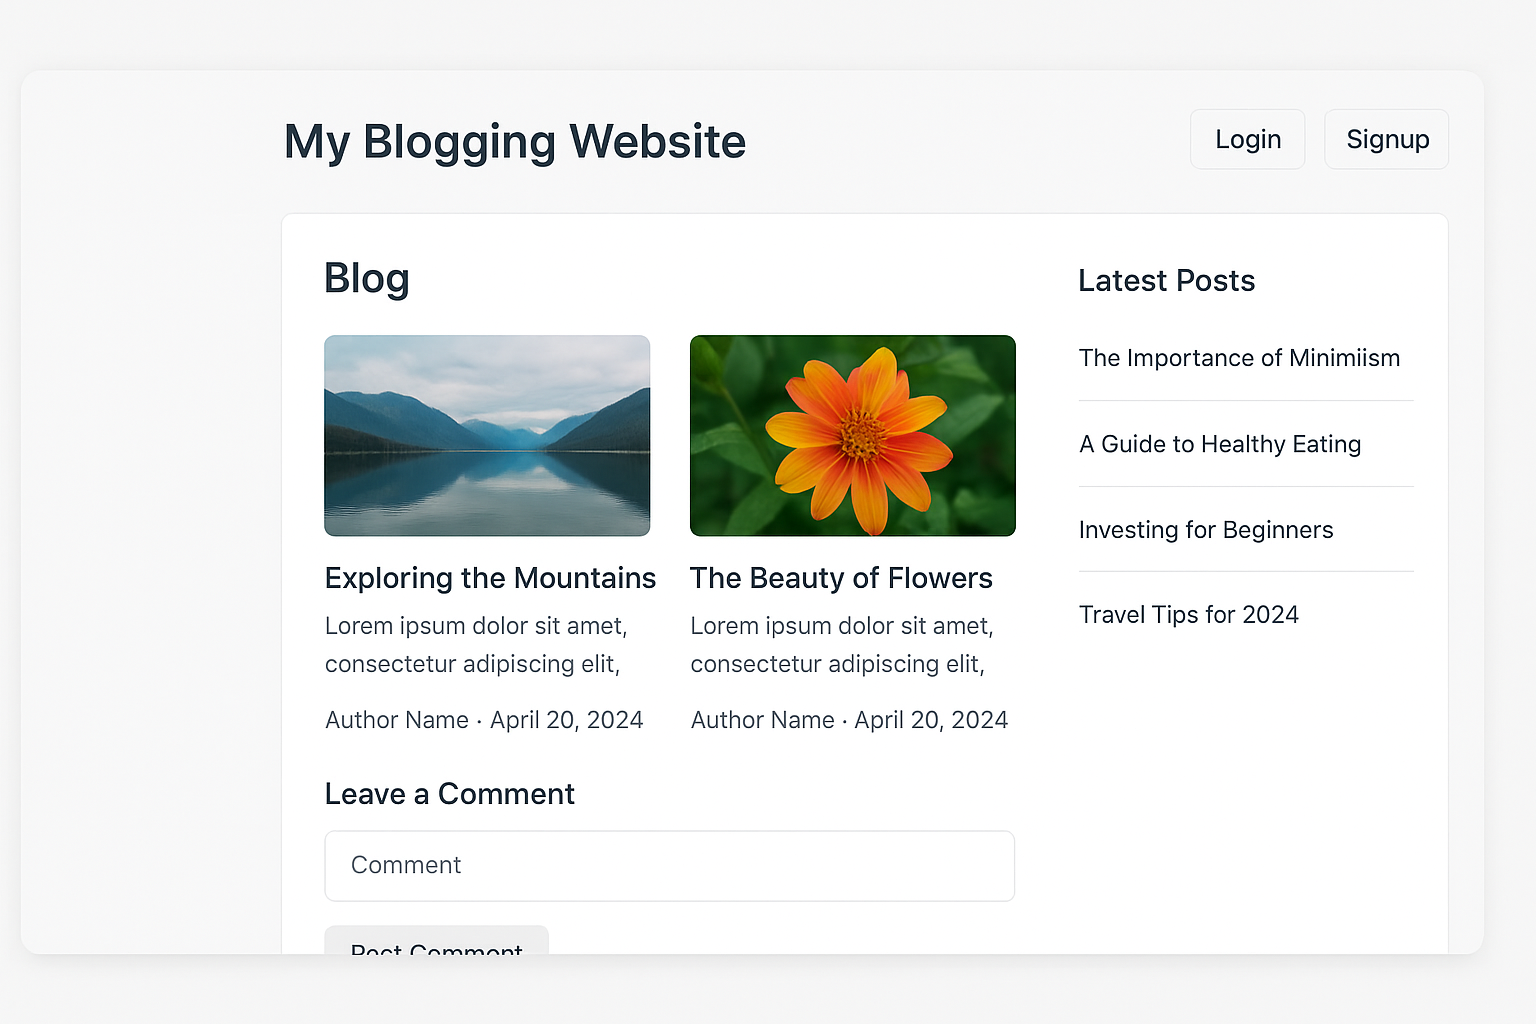 My Blogging Website
Login
Signup
Blog
Exploring the Mountains
Lorem ipsum dolor sit amet,
consectetur adipiscing elit,
Author Name · April 20, 2024
The Beauty of Flowers
Lorem ipsum dolor sit amet,
consectetur adipiscing elit,
Author Name · April 20, 2024
Leave a Comment
Comment
Post Comment
Latest Posts
The Importance of Minimiism
A Guide to Healthy Eating
Investing for Beginners
Travel Tips for 2024